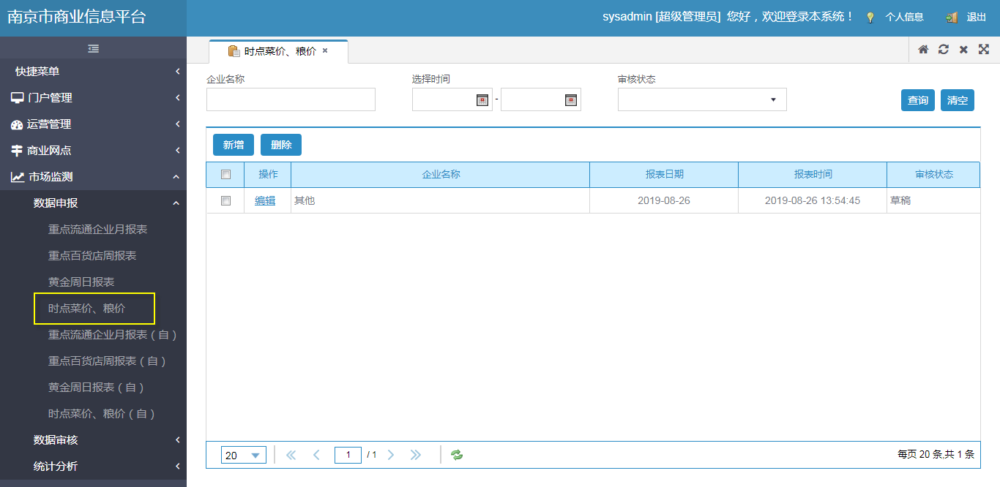 南京市商业信息平台
sysadmin [超级管理员] 您好，欢迎登录本系统！ 个人信息 退出
快捷菜单
门户管理
运营管理
商业网点
市场监测
数据申报
重点流通企业月报表
重点百货店周报表
黄金周日报表
时点菜价、粮价
重点流通企业月报表（自）
重点百货店周报表（自）
黄金周日报表（自）
时点菜价、粮价（自）
数据审核
统计分析
时点菜价、粮价
企业名称 选择时间 审核状态
- 查询 清空
新增 删除
操作 企业名称 报表日期 报表时间 审核状态
编辑 其他 2019-08-26 2019-08-26 13:54:45 草稿
20 1 / 1 每页 20 条,共 1 条